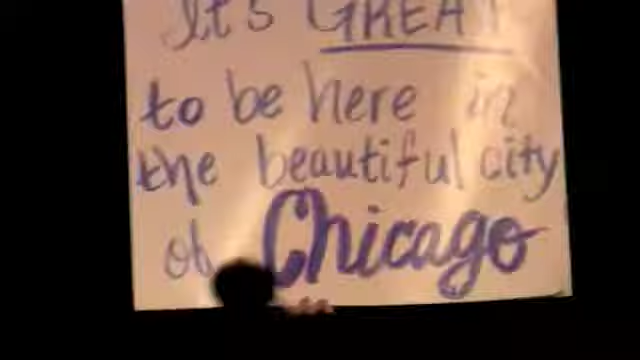 It's GREAT
to be here in
the beautiful city
of Chicago